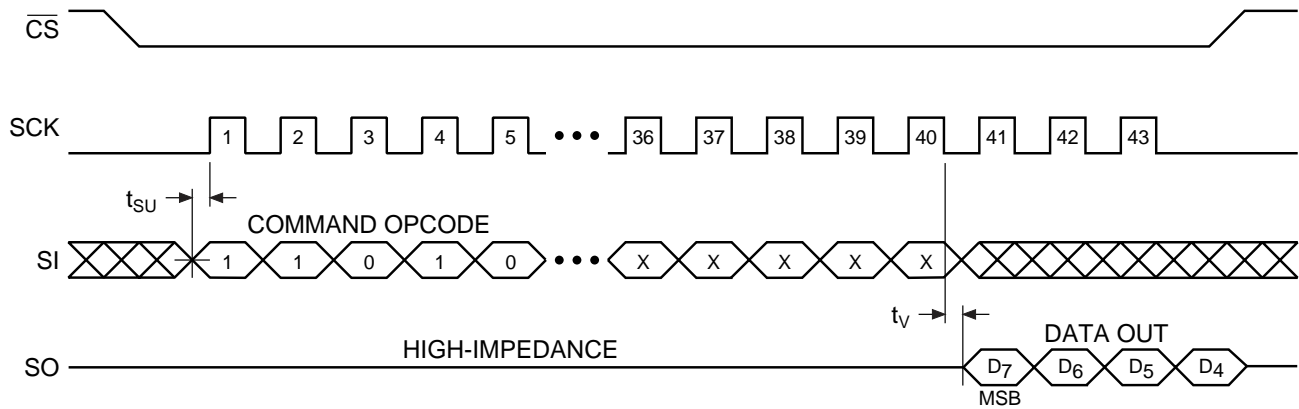 CS
SCK 1 2 3 4 5 ••• 36 37 38 39 40 41 42 43
tSU
COMMAND OPCODE
SI 1 1 0 1 0 ••• X X X X X
tV
HIGH-IMPEDANCE DATA OUT
SO D7 D6 D5 D4
MSB